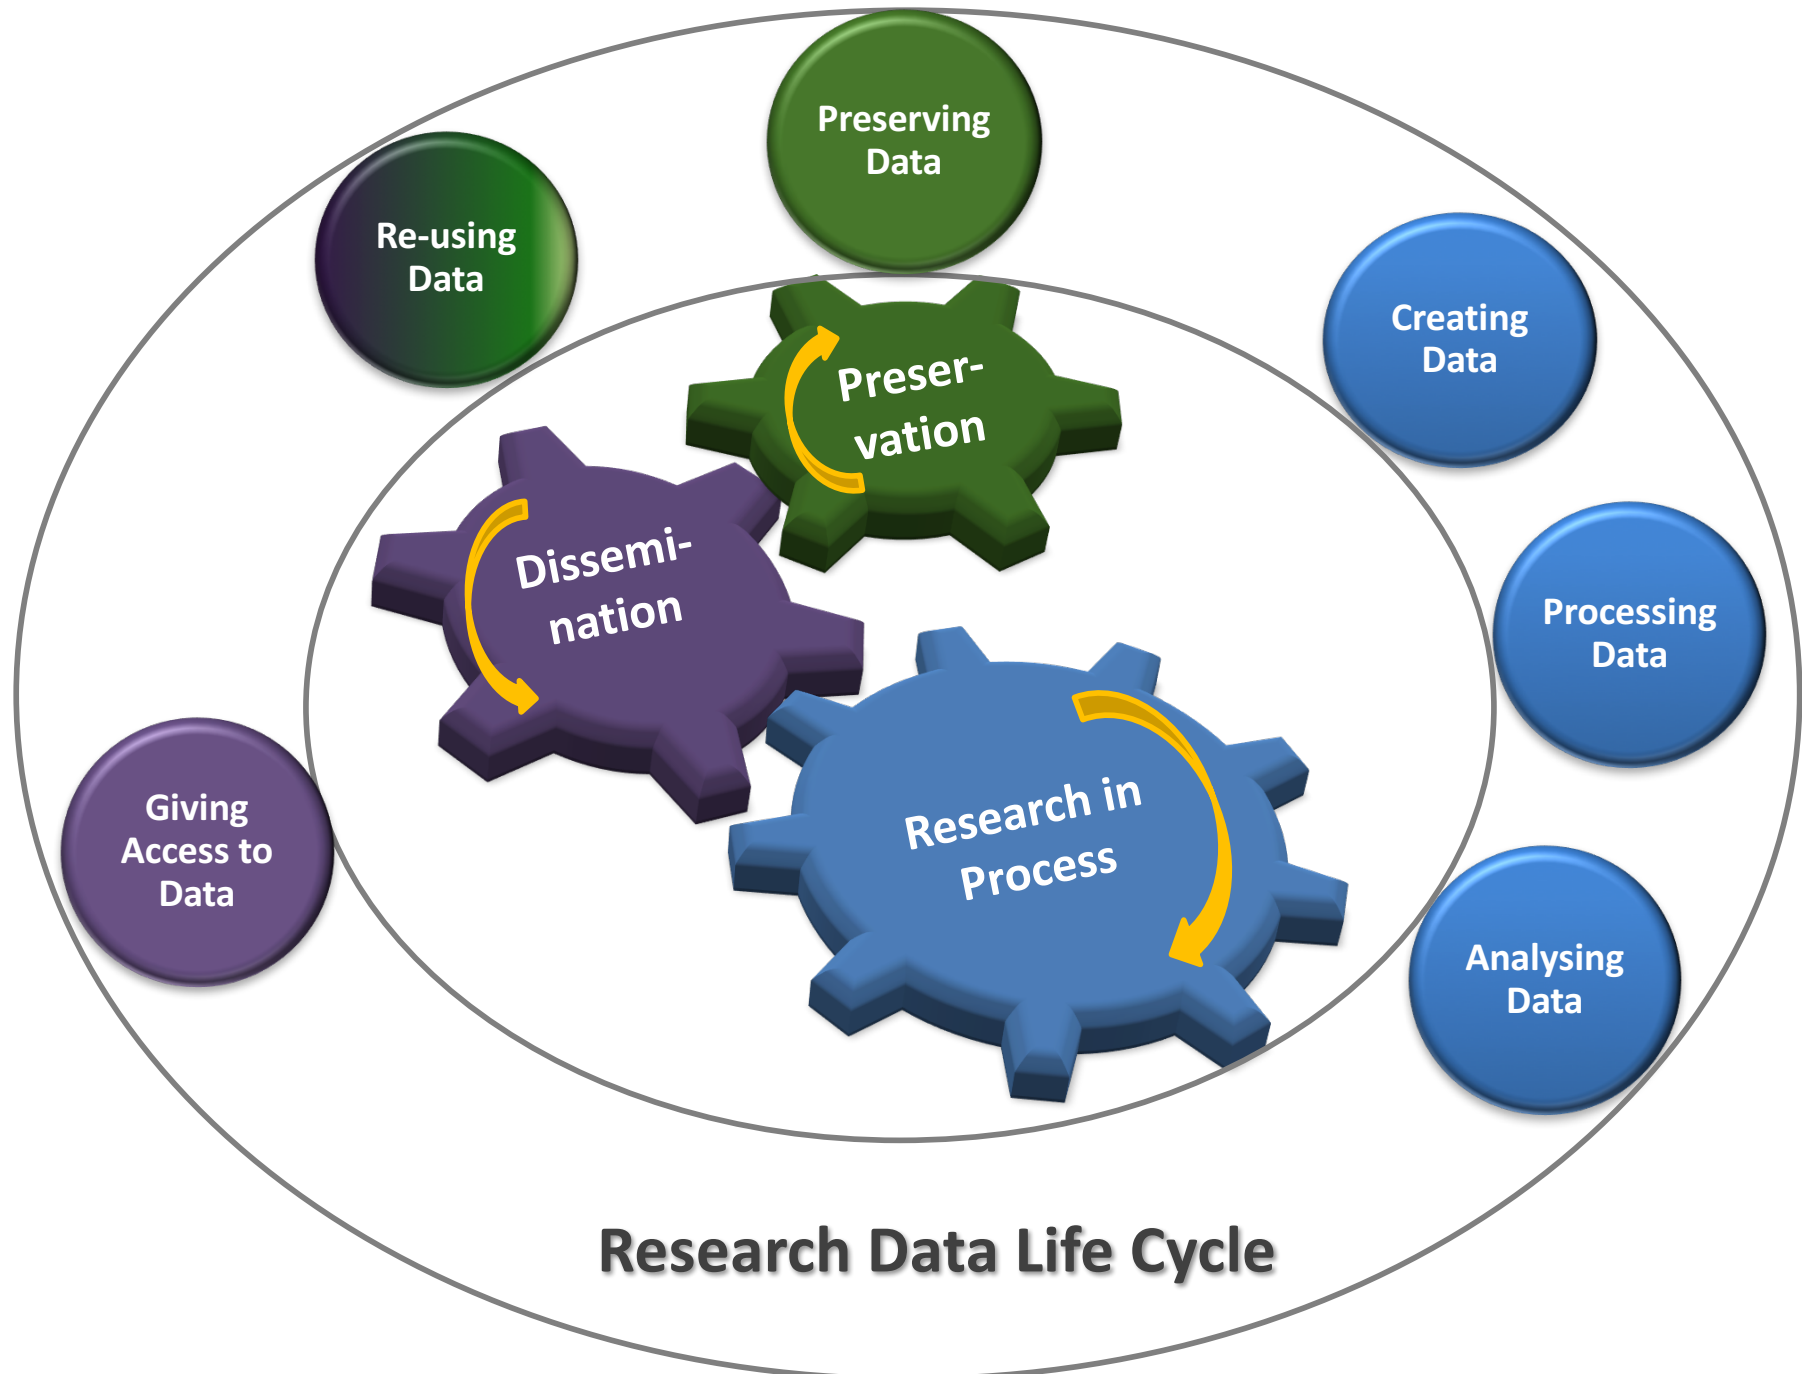 Preserving
Data
Re-using
Data
Creating
Data
Preser-
vation
Dissemi-
nation
Processing
Data
Research in
Process
Giving
Access to
Data
Analysing
Data
Research Data Life Cycle